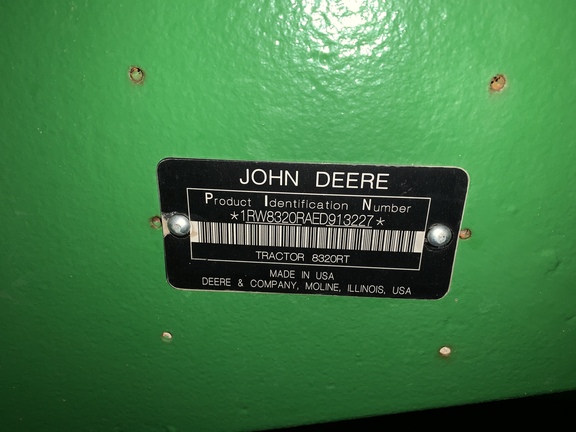 JOHN DEERE
Product Identification Number
*1RW8320RAED913227*
TRACTOR 8320RT
MADE IN USA
DEERE & COMPANY, MOLINE, ILLINOIS, USA